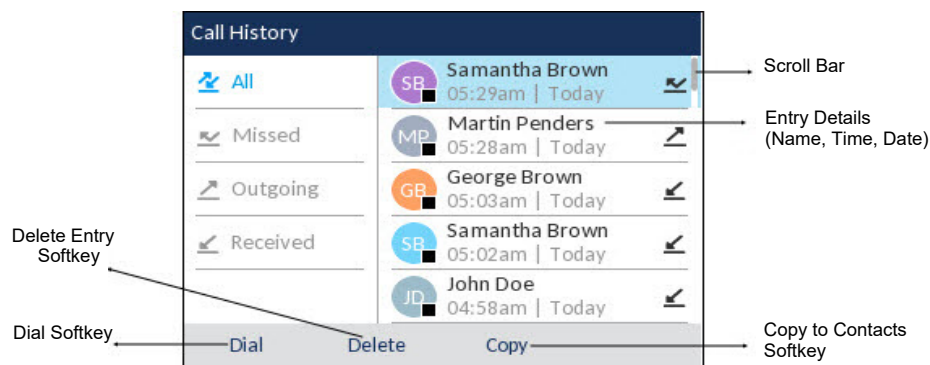 Call History
All
Missed
Outgoing
Received
SB
Samantha Brown
05:29am | Today
MP
Martin Penders
05:28am | Today
GB
George Brown
05:03am | Today
SB
Samantha Brown
05:02am | Today
JD
John Doe
04:58am | Today
Dial Delete Copy
Scroll Bar
Entry Details
(Name, Time, Date)
Delete Entry
Softkey
Dial Softkey
Copy to Contacts
Softkey